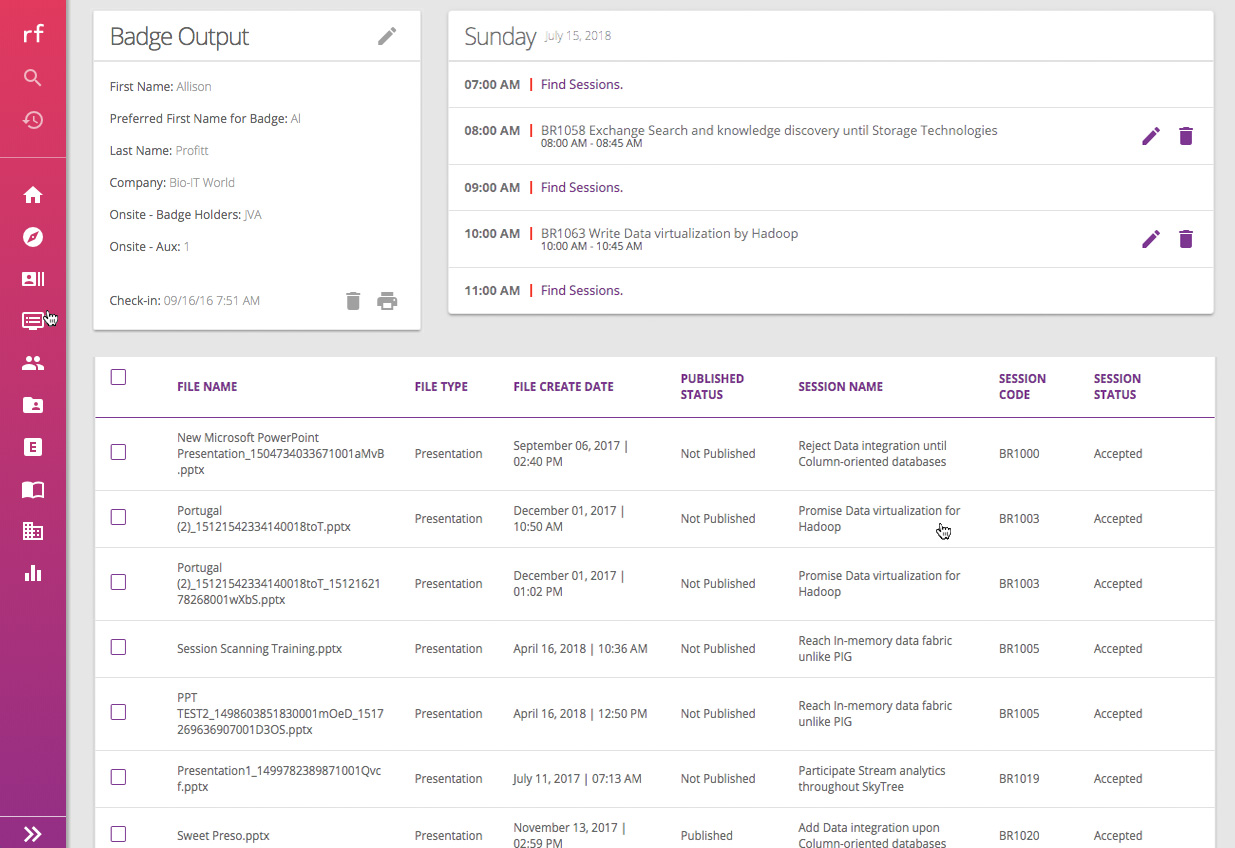 rf
Badge Output
First Name: Allison
Preferred First Name for Badge: Al
Last Name: Profitt
Company: Bio-IT World
Onsite - Badge Holders: JVA
Onsite - Aux: 1
Check-in: 09/16/16 7:51 AM
Sunday July 15, 2018
07:00 AM Find Sessions.
08:00 AM BR1058 Exchange Search and knowledge discovery until Storage Technologies
08:00 AM - 08:45 AM
09:00 AM Find Sessions.
10:00 AM BR1063 Write Data virtualization by Hadoop
10:00 AM - 10:45 AM
11:00 AM Find Sessions.
FILE NAME FILE TYPE FILE CREATE DATE PUBLISHED STATUS SESSION NAME SESSION CODE SESSION STATUS
New Microsoft PowerPoint
Presentation_1504734033671001aMvB
.pptx
Presentation
September 06, 2017 |
02:40 PM
Not Published
Reject Data integration until
Column-oriented databases
BR1000
Accepted
Portugal
(2)_15121542334140018toT.pptx
Presentation
December 01, 2017 |
10:50 AM
Not Published
Promise Data virtualization for
Hadoop
BR1003
Accepted
Portugal
(2)_15121542334140018toT_15121621
78268001wXbS.pptx
Presentation
December 01, 2017 |
01:02 PM
Not Published
Promise Data virtualization for
Hadoop
BR1003
Accepted
Session Scanning Training.pptx
Presentation
April 16, 2018 | 10:36 AM
Not Published
Reach In-memory data fabric
unlike PIG
BR1005
Accepted
PPT
TEST2_1498603851830001mOeD_1517
269636907001D3OS.pptx
Presentation
April 16, 2018 | 12:50 PM
Not Published
Reach In-memory data fabric
unlike PIG
BR1005
Accepted
Presentation1_1499782389871001Qvc
f.pptx
Presentation
July 11, 2017 | 07:13 AM
Not Published
Participate Stream analytics
throughout SkyTree
BR1019
Accepted
Sweet Preso.pptx
Presentation
November 13, 2017 |
02:59 PM
Published
Add Data integration upon
Column-oriented databases
BR1020
Accepted
E